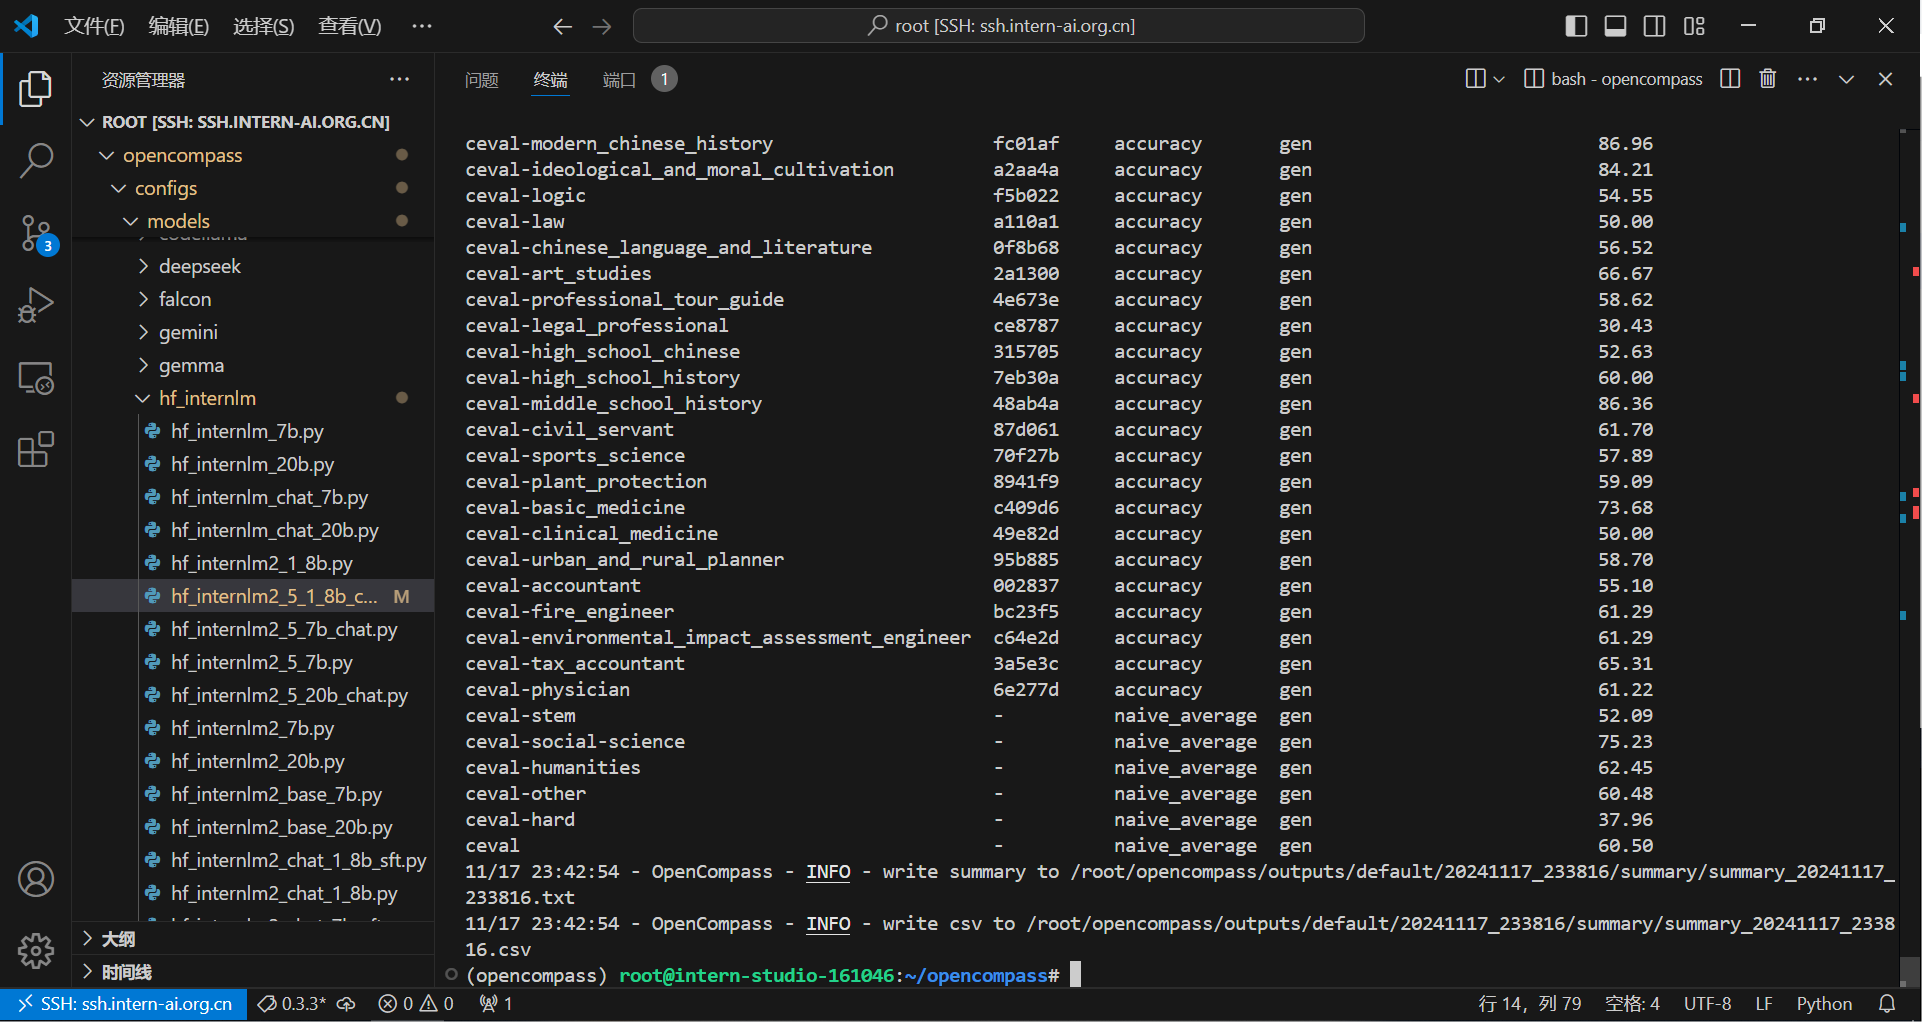 文件(F) 编辑(E) 选择(S) 查看(V) ··· root [SSH: ssh.intern-ai.org.cn]
资源管理器 ···
ROOT [SSH: SSH.INTERN-AI.ORG.CN]
opencompass
configs
models
codellama
deepseek
falcon
gemini
gemma
hf_internlm
hf_internlm_7b.py
hf_internlm_20b.py
hf_internlm_chat_7b.py
hf_internlm_chat_20b.py
hf_internlm2_1_8b.py
hf_internlm2_5_1_8b_c... M
hf_internlm2_5_7b_chat.py
hf_internlm2_5_7b.py
hf_internlm2_5_20b_chat.py
hf_internlm2_7b.py
hf_internlm2_20b.py
hf_internlm2_base_7b.py
hf_internlm2_base_20b.py
hf_internlm2_chat_1_8b_sft.py
hf_internlm2_chat_1_8b.py
大纲
时间线
3
问题 终端 端口 1 bash - opencompass ···
ceval-modern_chinese_history fc01af accuracy gen 86.96
ceval-ideological_and_moral_cultivation a2aa4a accuracy gen 84.21
ceval-logic f5b022 accuracy gen 54.55
ceval-law a110a1 accuracy gen 50.00
ceval-chinese_language_and_literature 0f8b68 accuracy gen 56.52
ceval-art_studies 2a1300 accuracy gen 66.67
ceval-professional_tour_guide 4e673e accuracy gen 58.62
ceval-legal_professional ce8787 accuracy gen 30.43
ceval-high_school_chinese 315705 accuracy gen 52.63
ceval-high_school_history 7eb30a accuracy gen 60.00
ceval-middle_school_history 48ab4a accuracy gen 86.36
ceval-civil_servant 87d061 accuracy gen 61.70
ceval-sports_science 70f27b accuracy gen 57.89
ceval-plant_protection 8941f9 accuracy gen 59.09
ceval-basic_medicine c409d6 accuracy gen 73.68
ceval-clinical_medicine 49e82d accuracy gen 50.00
ceval-urban_and_rural_planner 95b885 accuracy gen 58.70
ceval-accountant 002837 accuracy gen 55.10
ceval-fire_engineer bc23f5 accuracy gen 61.29
ceval-environmental_impact_assessment_engineer c64e2d accuracy gen 61.29
ceval-tax_accountant 3a5e3c accuracy gen 65.31
ceval-physician 6e277d accuracy gen 61.22
ceval-stem - naive_average gen 52.09
ceval-social-science - naive_average gen 75.23
ceval-humanities - naive_average gen 62.45
ceval-other - naive_average gen 60.48
ceval-hard - naive_average gen 37.96
ceval - naive_average gen 60.50
11/17 23:42:54 - OpenCompass - INFO - write summary to /root/opencompass/outputs/default/20241117_233816/summary/summary_20241117_
233816.txt
11/17 23:42:54 - OpenCompass - INFO - write csv to /root/opencompass/outputs/default/20241117_233816/summary/summary_20241117_2338
16.csv
(opencompass) root@intern-studio-161046:~/opencompass#
SSH: ssh.intern-ai.org.cn 0.3.3* 0 0 1 行 14，列 79 空格: 4 UTF-8 LF Python